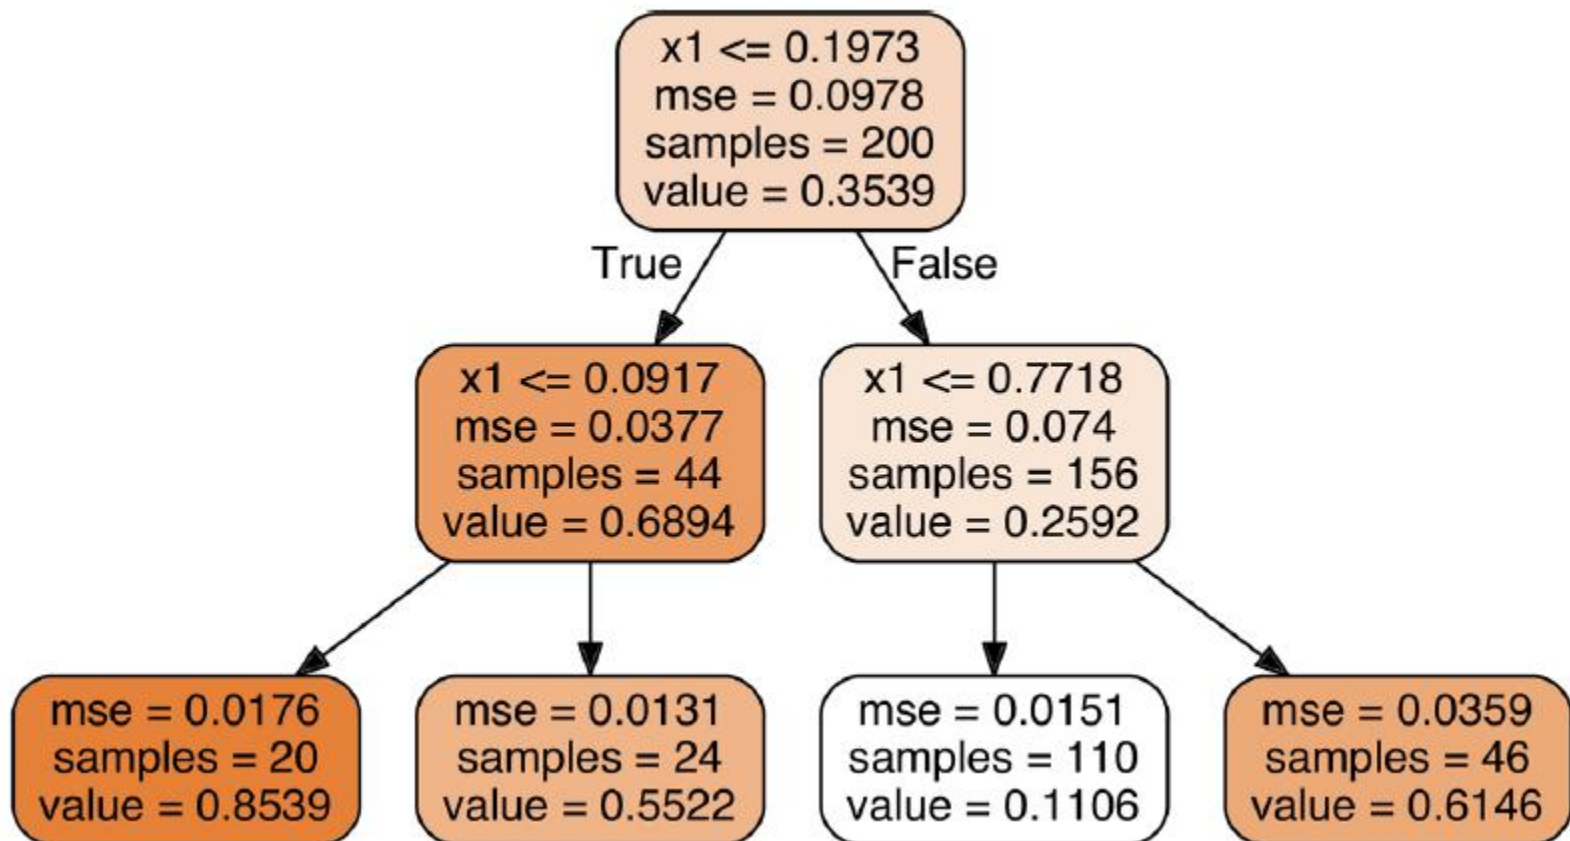 x1 <= 0.1973
mse = 0.0978
samples = 200
value = 0.3539
True
False
x1 <= 0.0917
mse = 0.0377
samples = 44
value = 0.6894
x1 <= 0.7718
mse = 0.074
samples = 156
value = 0.2592
mse = 0.0176
samples = 20
value = 0.8539
mse = 0.0131
samples = 24
value = 0.5522
mse = 0.0151
samples = 110
value = 0.1106
mse = 0.0359
samples = 46
value = 0.6146